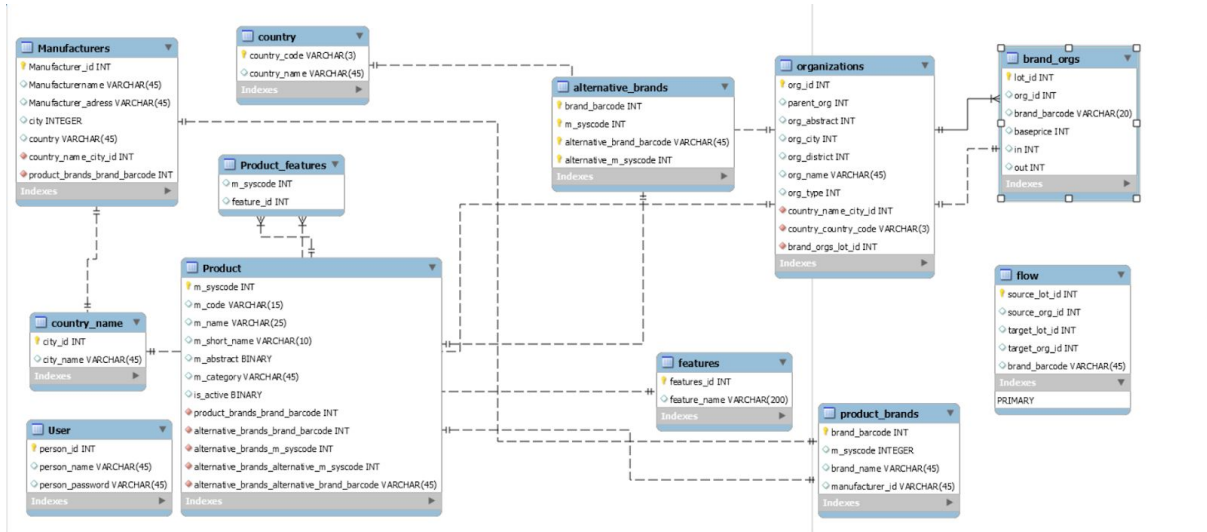 Manufacturers
Manufacturer_id INT
Manufacturername VARCHAR(45)
Manufacturer_adress VARCHAR(45)
city INTEGER
country VARCHAR(45)
country_name_city_id INT
product_brands_brand_barcode INT
Indexes
country
country_code VARCHAR(3)
country_name VARCHAR(45)
Indexes
alternative_brands
brand_barcode INT
m_syscode INT
alternative_brand_barcode VARCHAR(45)
alternative_m_syscode INT
Indexes
organizations
org_id INT
parent_org INT
org_abstract INT
org_city INT
org_district INT
org_name VARCHAR(45)
org_type INT
country_name_city_id INT
country_country_code VARCHAR(3)
brand_orgs_lot_id INT
Indexes
brand_orgs
lot_id INT
org_id INT
brand_barcode VARCHAR(20)
baseprice INT
in INT
out INT
Indexes
Product_features
m_syscode INT
feature_id INT
Indexes
Product
m_syscode INT
m_code VARCHAR(15)
m_name VARCHAR(25)
m_short_name VARCHAR(10)
m_abstract BINARY
m_category VARCHAR(45)
is_active BINARY
product_brands_brand_barcode INT
alternative_brands_brand_barcode INT
alternative_brands_m_syscode INT
alternative_brands_alternative_m_syscode INT
alternative_brands_alternative_brand_barcode VARCHAR(45)
Indexes
flow
source_lot_id INT
source_org_id INT
target_lot_id INT
target_org_id INT
brand_barcode VARCHAR(45)
Indexes
PRIMARY
country_name
city_id INT
city_name VARCHAR(45)
Indexes
features
features_id INT
feature_name VARCHAR(200)
Indexes
User
person_id INT
person_name VARCHAR(45)
person_password VARCHAR(45)
Indexes
product_brands
brand_barcode INT
m_syscode INTEGER
brand_name VARCHAR(45)
manufacturer_id VARCHAR(45)
Indexes